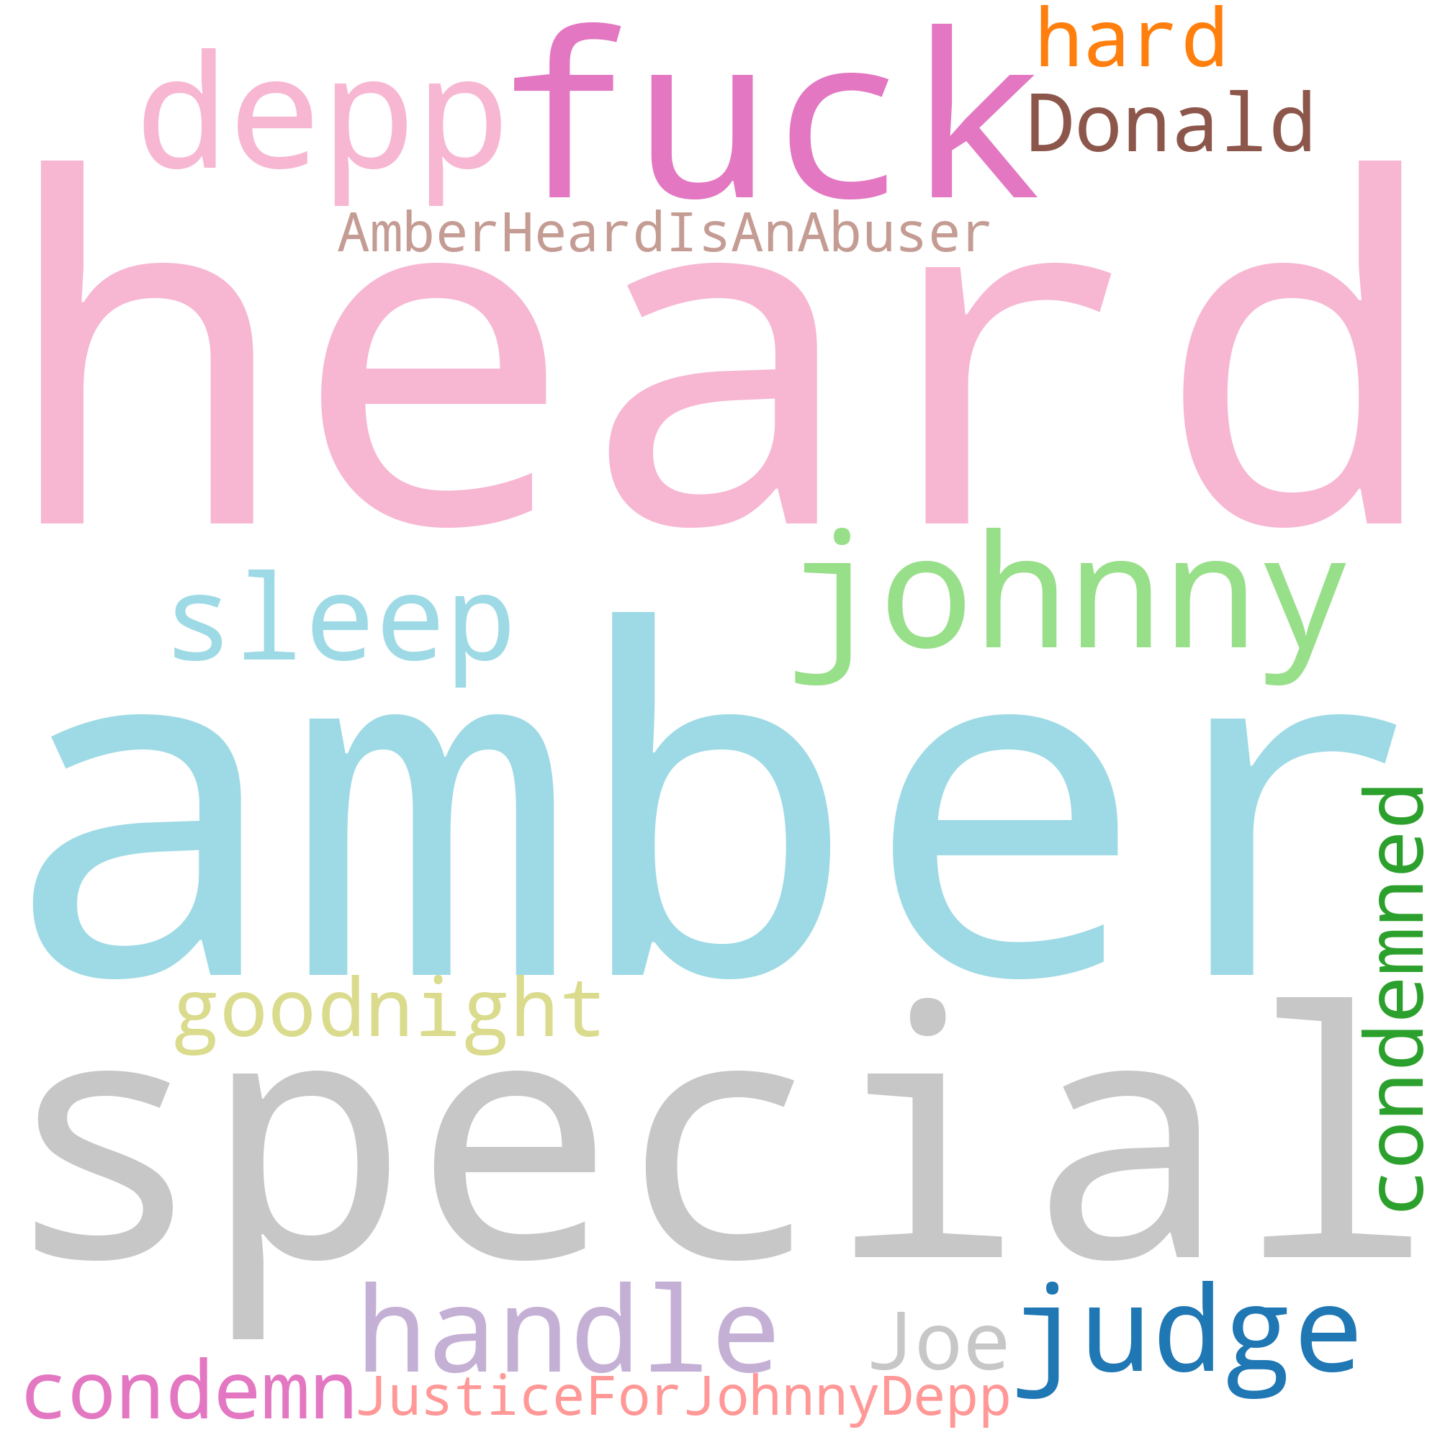 hard
depp fuck
Donald
AmberHeardIsAnAbuser
heard
johnny
sleep
amber
condemned
goodnight
special
handle
Joe
judge
condemn
JusticeForJohnnyDepp